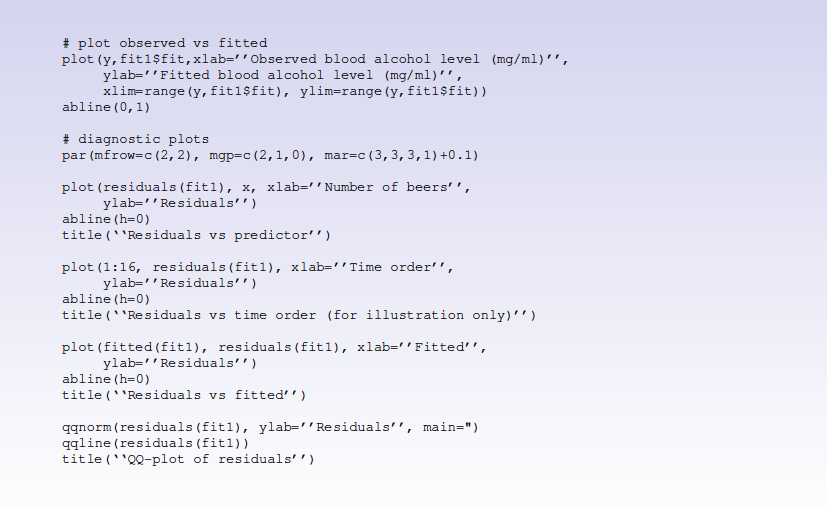 # plot observed vs fitted
plot(y,fit1$fit,xlab=’’Observed blood alcohol level (mg/ml)’’,
ylab=’’Fitted blood alcohol level (mg/ml)’’,
xlim=range(y,fit1$fit), ylim=range(y,fit1$fit))
abline(0,1)
# diagnostic plots
par(mfrow=c(2,2), mgp=c(2,1,0), mar=c(3,3,3,1)+0.1)
plot(residuals(fit1), x, xlab=’’Number of beers’’,
ylab=’’Residuals’’)
abline(h=0)
title(‘‘Residuals vs predictor’’)
plot(1:16, residuals(fit1), xlab=’’Time order’’,
ylab=’’Residuals’’)
abline(h=0)
title(‘‘Residuals vs time order (for illustration only)’’)
plot(fitted(fit1), residuals(fit1), xlab=’’Fitted’’,
ylab=’’Residuals’’)
abline(h=0)
title(‘‘Residuals vs fitted’’)
qqnorm(residuals(fit1), ylab=’’Residuals’’, main=")
qqline(residuals(fit1))
title(‘‘QQ-plot of residuals’’)